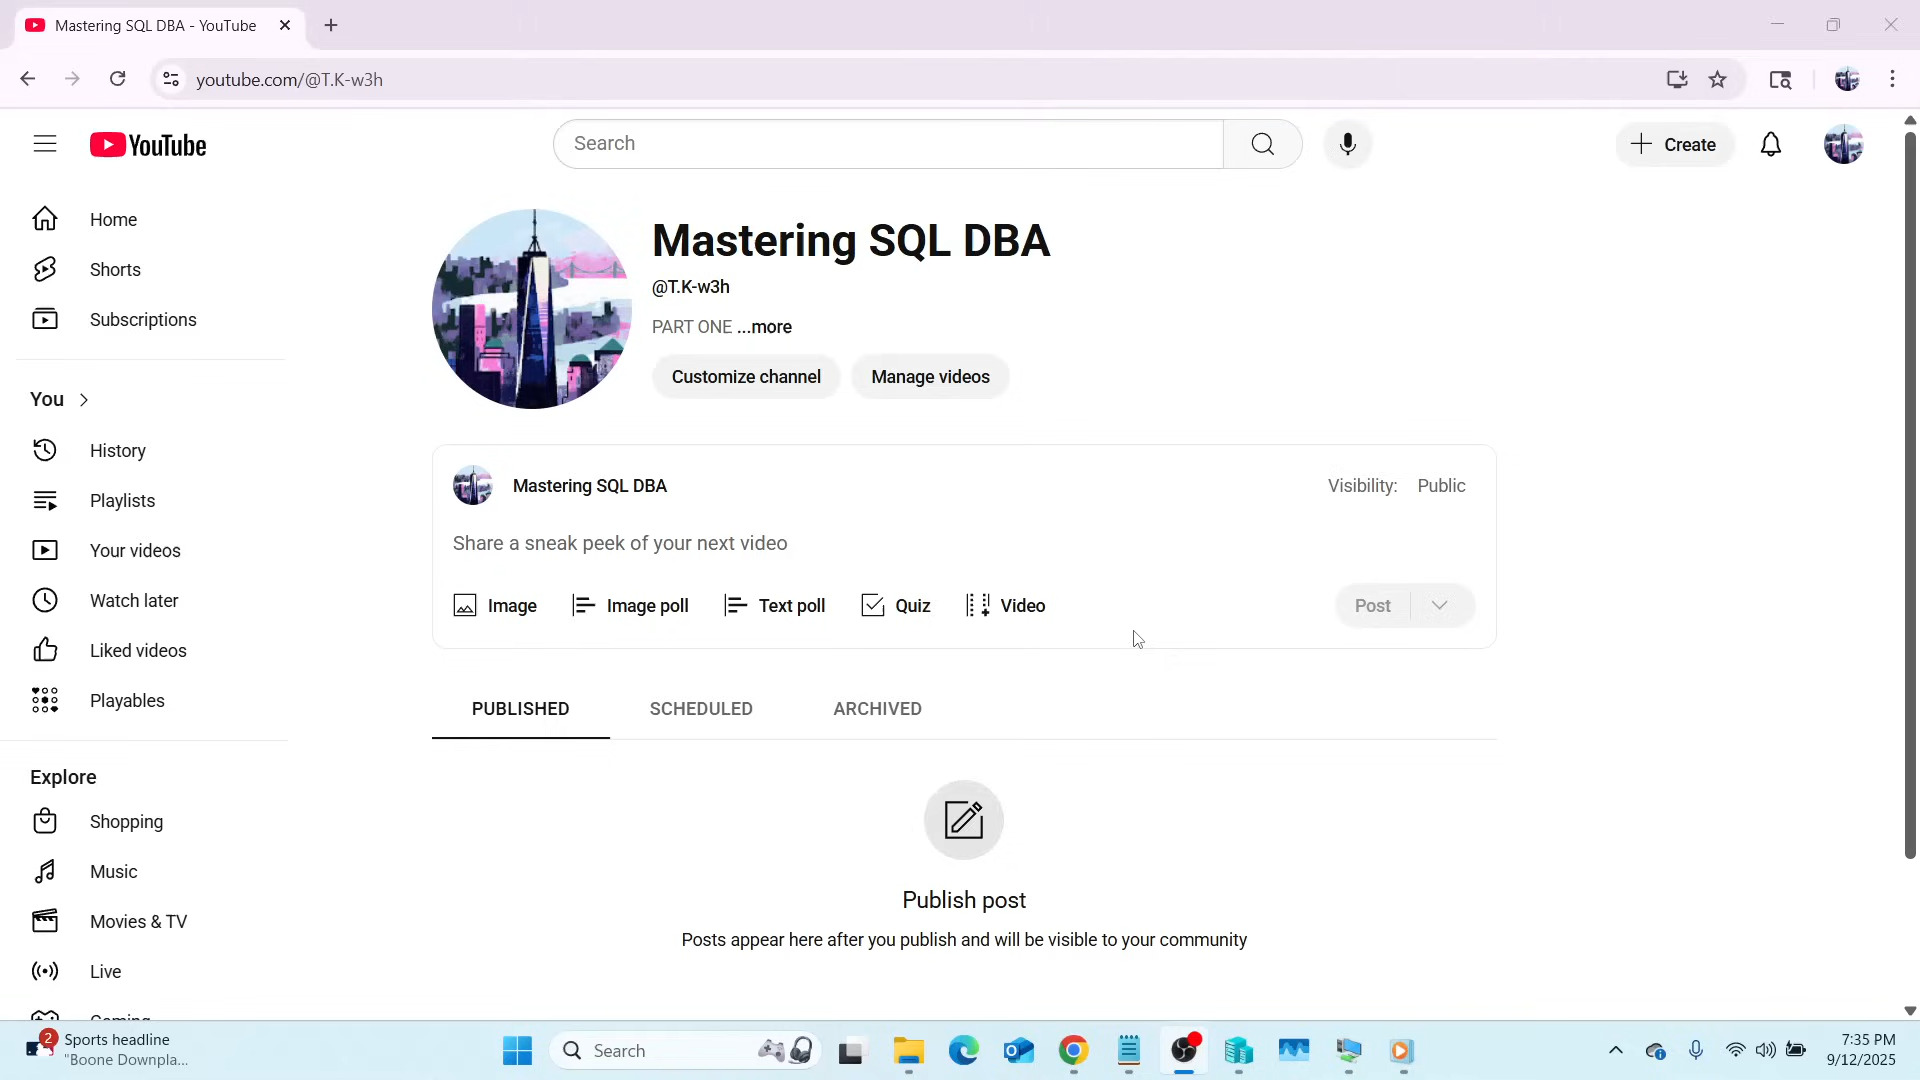 Mastering SQL DBA - YouTube
youtube.com/@T.K-w3h
YouTube
Search
Create
Home
Shorts
Subscriptions
You
History
Playlists
Your videos
Watch later
Liked videos
Playables
Explore
Shopping
Music
Movies & TV
Live
Mastering SQL DBA
@T.K-w3h
PART ONE ...more
Customize channel
Manage videos
Mastering SQL DBA
Visibility: Public
Share a sneak peek of your next video
Image
Image poll
Text poll
Quiz
Video
Post
PUBLISHED
SCHEDULED
ARCHIVED
Publish post
Posts appear here after you publish and will be visible to your community
2
Sports headline
"Boone Downpla...
Search
7:35 PM
9/12/2025